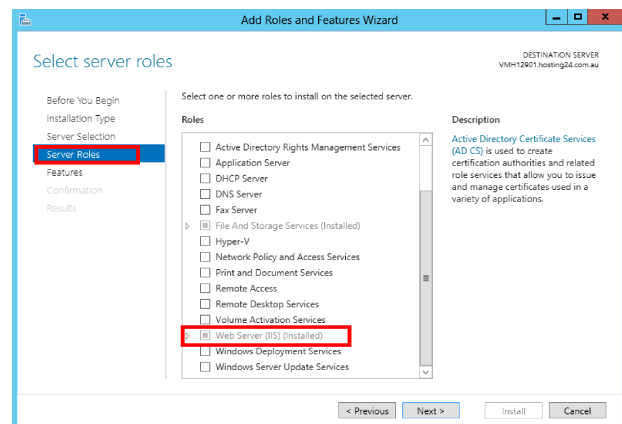 Add Roles and Features Wizard
Select server roles
DESTINATION SERVER
VMH12901.hosting24.com.au
Before You Begin
Installation Type
Server Selection
Server Roles
Features
Confirmation
Results
Select one or more roles to install on the selected server.
Roles
Active Directory Rights Management Services
Application Server
DHCP Server
DNS Server
Fax Server
File And Storage Services (Installed)
Hyper-V
Network Policy and Access Services
Print and Document Services
Remote Access
Remote Desktop Services
Volume Activation Services
Web Server (IIS) (Installed)
Windows Deployment Services
Windows Server Update Services
Description
Active Directory Certificate Services
(AD CS) is used to create
certification authorities and related
role services that allow you to issue
and manage certificates used in a
variety of applications.
< Previous
Next >
Install
Cancel